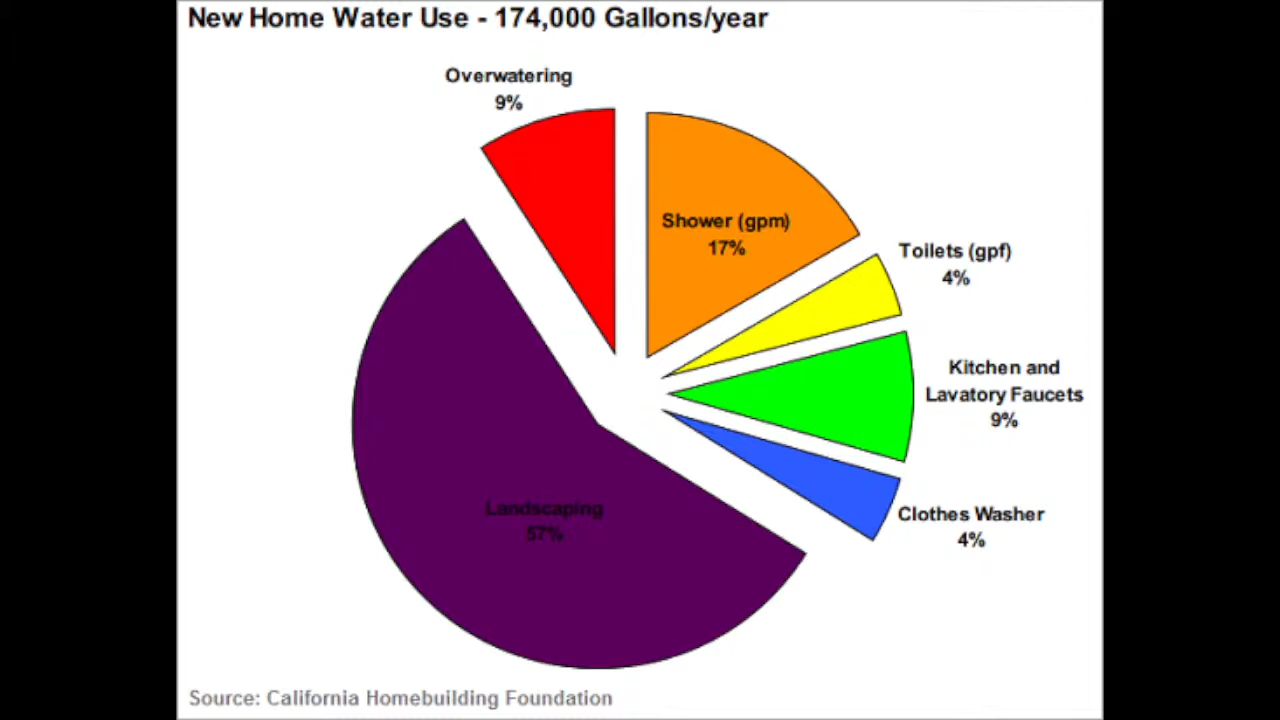 New Home Water Use - 174,000 Gallons/year
Overwatering
9%
Shower (gpm)
17%
Toilets (gpf)
4%
Kitchen and
Lavatory Faucets
9%
Clothes Washer
4%
Landscaping
57%
Source: California Homebuilding Foundation